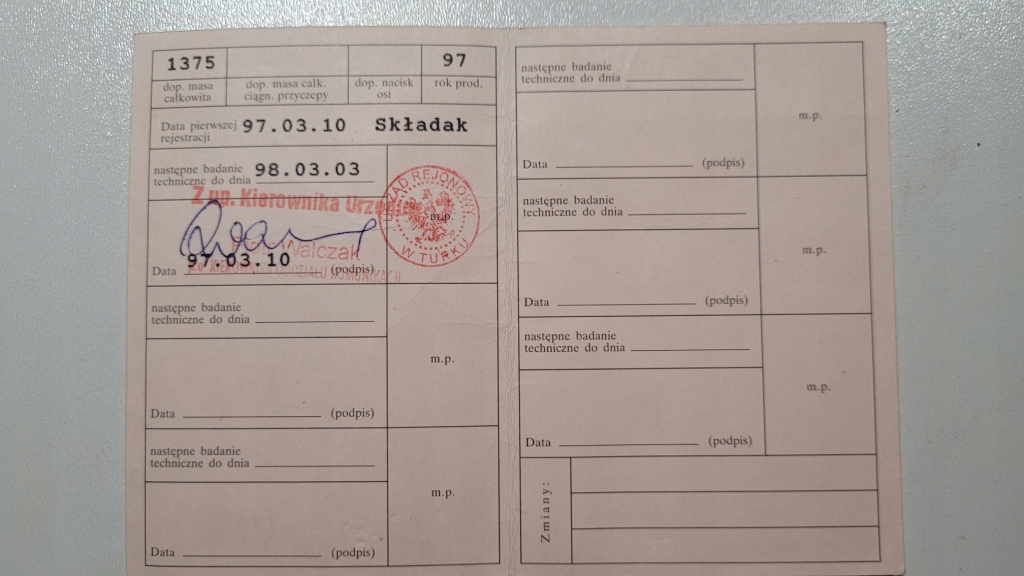 1375
97
dop. masa całkowita
dop. masa całk. ciągn. przyczepy
dop. nacisk osi
rok prod.
Data pierwszej rejestracji 97.03.10 Składak
następne badanie
techniczne do dnia 98.03.03
Z up. Kierownika Urzędu
Walczak
URZĄD REJONOWY
W TURKU
m.p.
97.03.10
Data (podpis)
następne badanie
techniczne do dnia
m.p.
Data (podpis)
następne badanie
techniczne do dnia
m.p.
Data (podpis)
następne badanie
techniczne do dnia
m.p.
Data (podpis)
następne badanie
techniczne do dnia
m.p.
Data (podpis)
następne badanie
techniczne do dnia
m.p.
Data (podpis)
Zmiany: